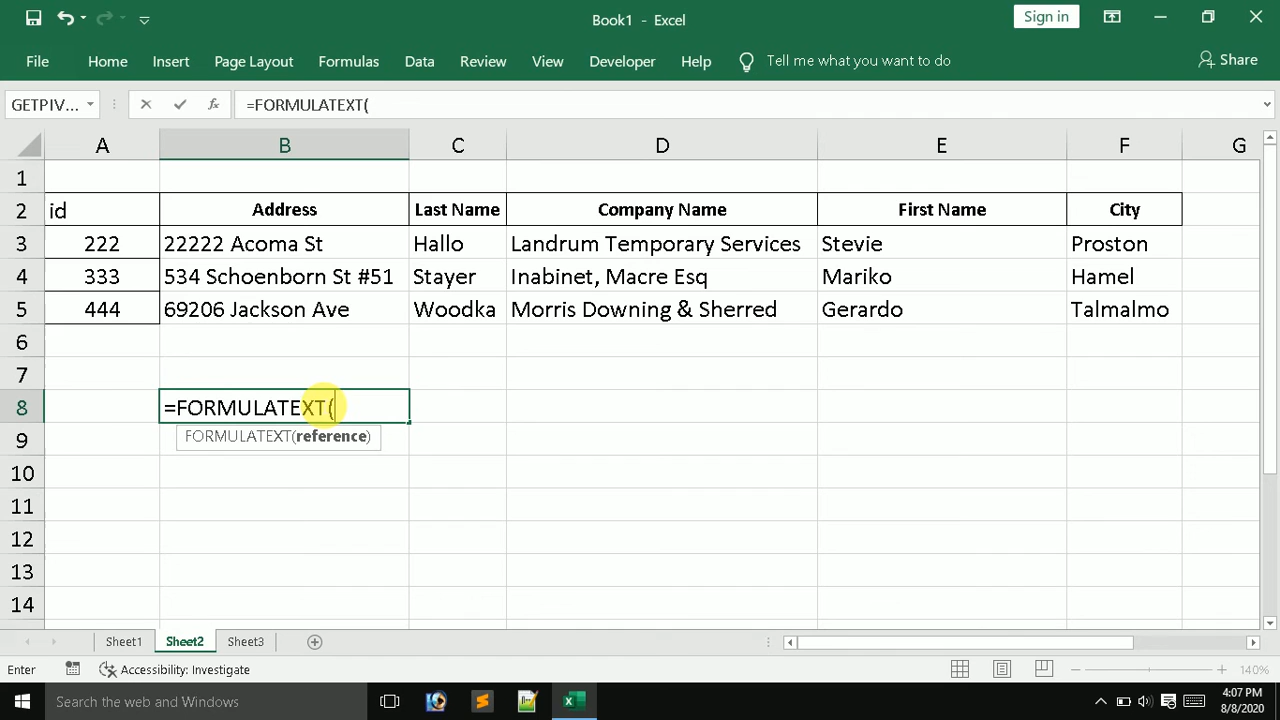 Book1 - Excel
Sign in
File Home Insert Page Layout Formulas Data Review View Developer Help Tell me what you want to do Share
GETPIV... fx =FORMULATEXT(
A B C D E F G
1
2 id Address Last Name Company Name First Name City
3 222 22222 Acoma St Hallo Landrum Temporary Services Stevie Proston
4 333 534 Schoenborn St #51 Stayer Inabinet, Macre Esq Mariko Hamel
5 444 69206 Jackson Ave Woodka Morris Downing & Sherred Gerardo Talmalmo
6
7
8 =FORMULATEXT(
9 FORMULATEXT(reference)
10
11
12
13
14
Sheet1 Sheet2 Sheet3
Enter Accessibility: Investigate 140%
Search the web and Windows 4:07 PM
8/8/2020